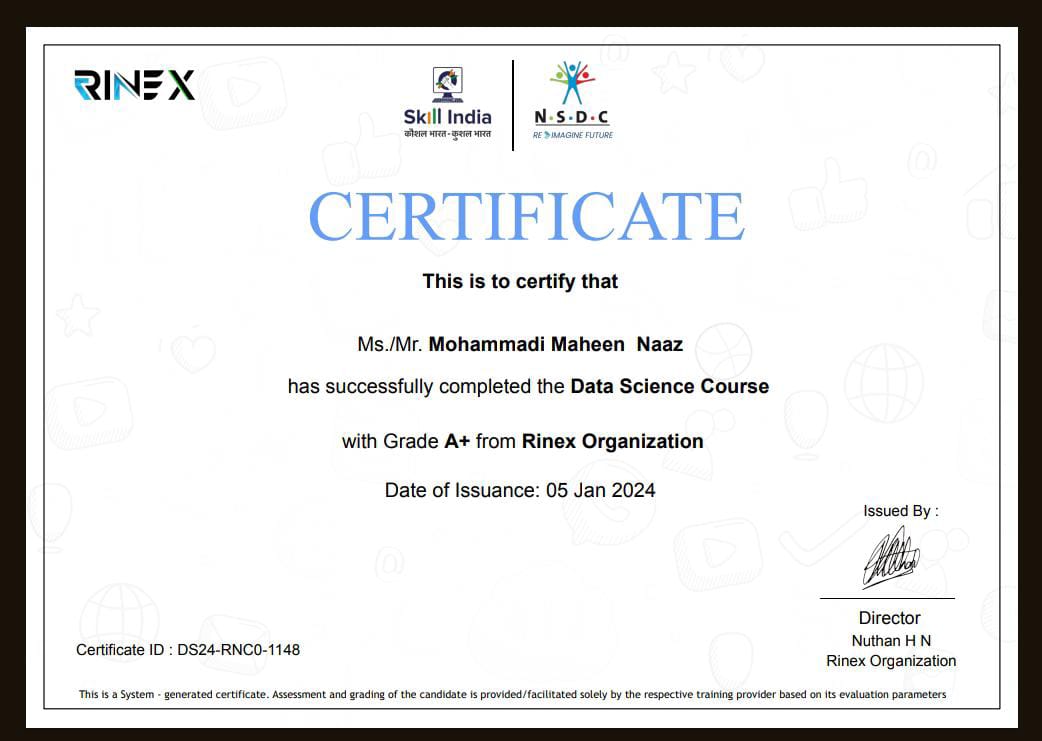 RINEX
Skill India
कौशल भारत - कुशल भारत
N·S·D·C
RE IMAGINE FUTURE
CERTIFICATE
This is to certify that
Ms./Mr. Mohammadi Maheen Naaz
has successfully completed the Data Science Course
with Grade A+ from Rinex Organization
Date of Issuance: 05 Jan 2024
Issued By :
Director
Nuthan H N
Rinex Organization
Certificate ID : DS24-RNC0-1148
This is a System - generated certificate. Assessment and grading of the candidate is provided/facilitated solely by the respective training provider based on its evaluation parameters